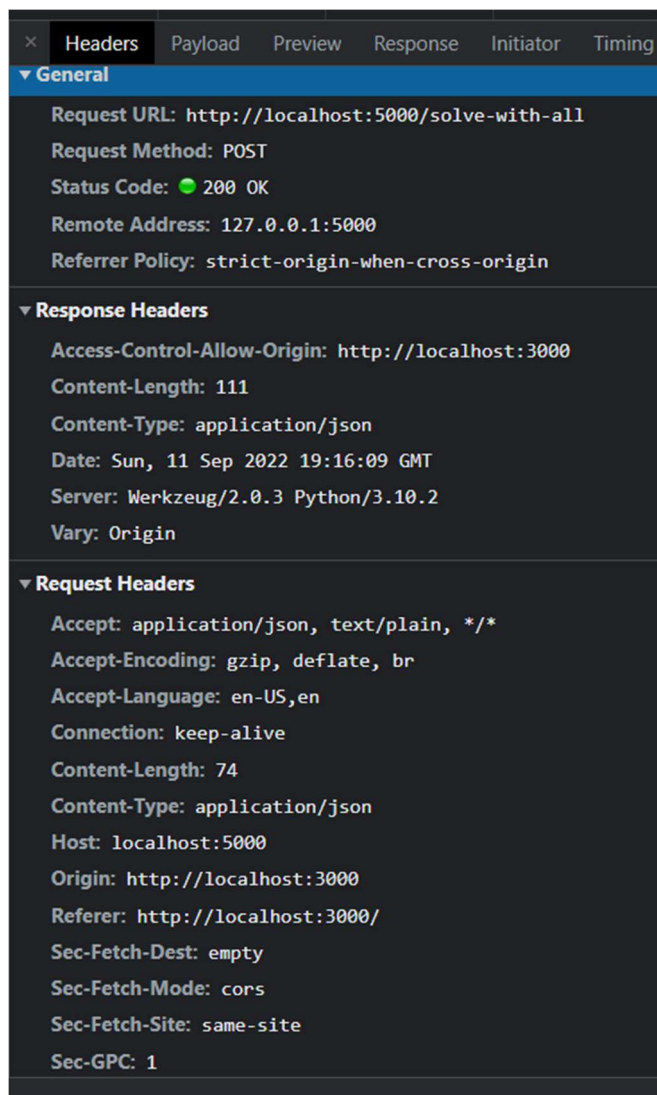 × Headers Payload Preview Response Initiator Timing
General
Request URL: http://localhost:5000/solve-with-all
Request Method: POST
Status Code: 200 OK
Remote Address: 127.0.0.1:5000
Referrer Policy: strict-origin-when-cross-origin
Response Headers
Access-Control-Allow-Origin: http://localhost:3000
Content-Length: 111
Content-Type: application/json
Date: Sun, 11 Sep 2022 19:16:09 GMT
Server: Werkzeug/2.0.3 Python/3.10.2
Vary: Origin
Request Headers
Accept: application/json, text/plain, */*
Accept-Encoding: gzip, deflate, br
Accept-Language: en-US,en
Connection: keep-alive
Content-Length: 74
Content-Type: application/json
Host: localhost:5000
Origin: http://localhost:3000
Referer: http://localhost:3000/
Sec-Fetch-Dest: empty
Sec-Fetch-Mode: cors
Sec-Fetch-Site: same-site
Sec-GPC: 1